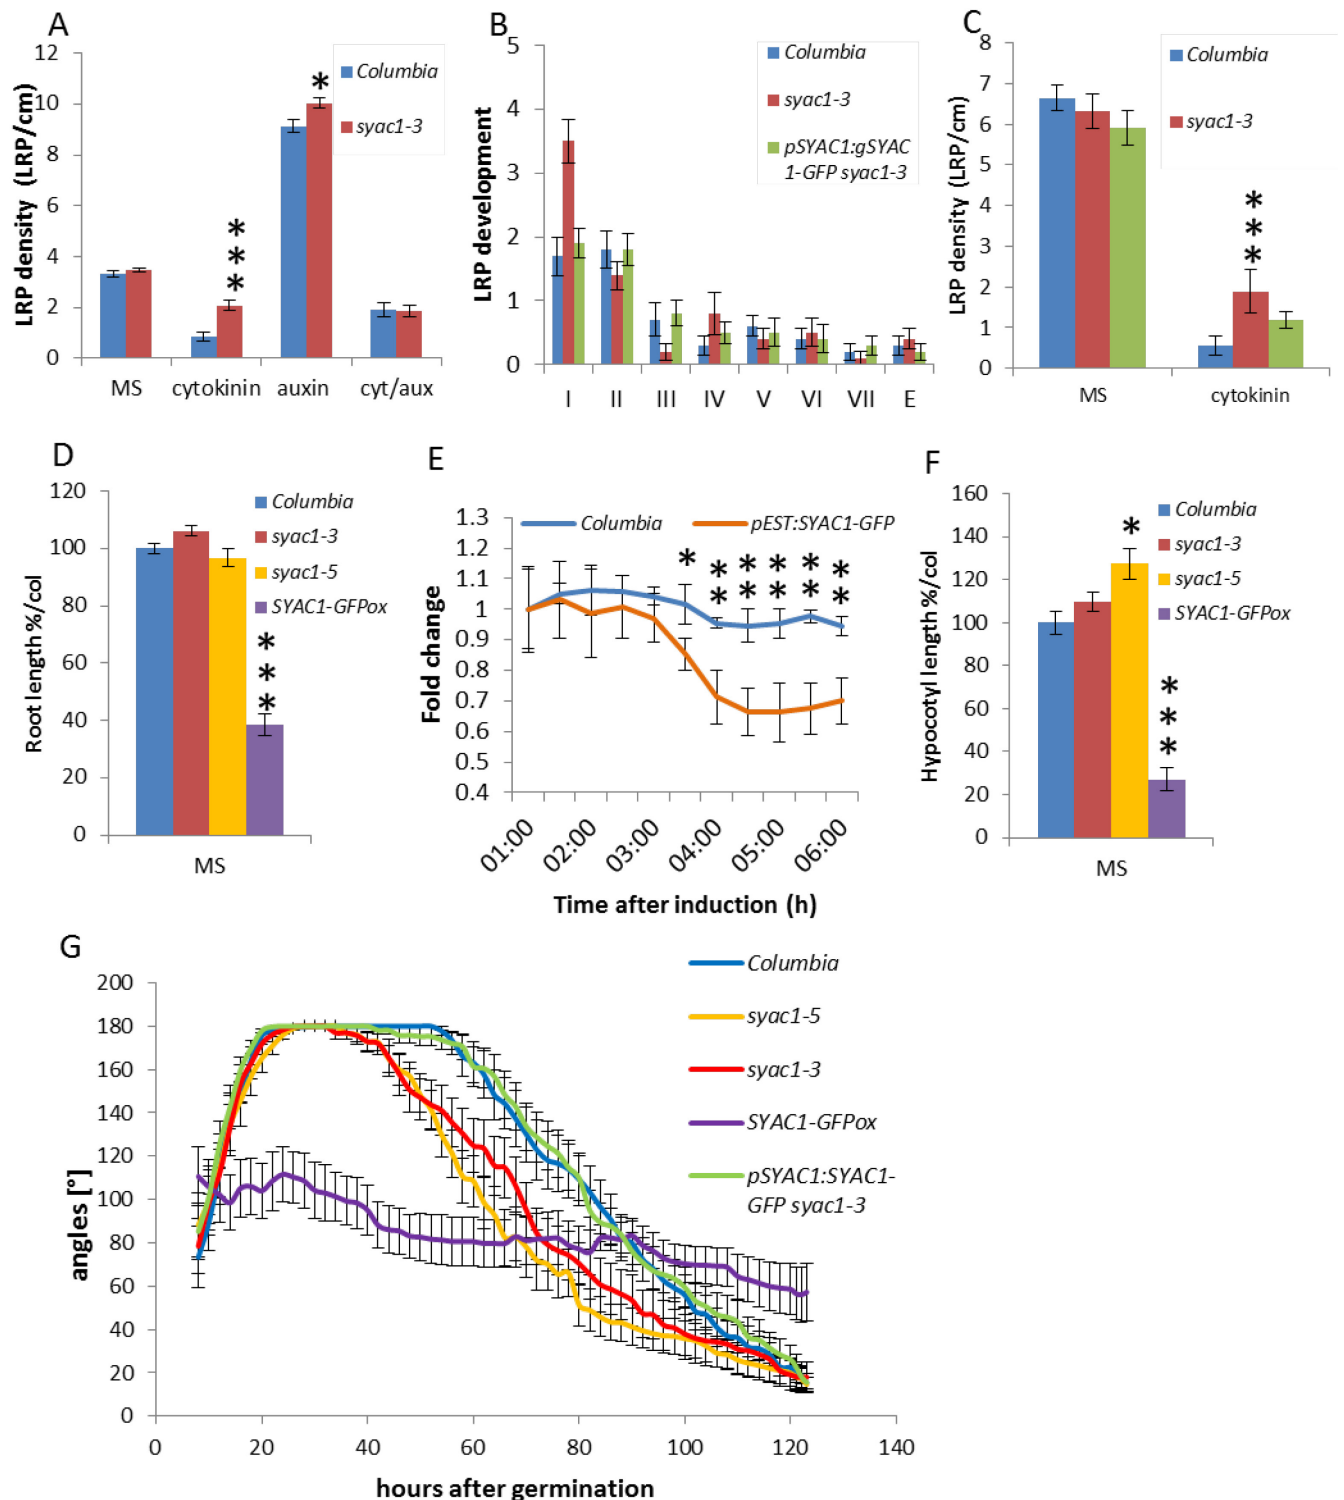 A
LRP density (LRP/cm)
12
10
8
6
4
2
0
MS cytokinin auxin cyt/aux
Columbia
syac1-3
***
*
B
LRP development
5
4
3
2
1
0
I II III IV V VI VII E
Columbia
syac1-3
pSYAC1:gSYAC
1-GFP syac1-3
C
LRP density (LRP/cm)
8
7
6
5
4
3
2
1
0
MS cytokinin
Columbia
syac1-3
***
D
Root length %/col
120
100
80
60
40
20
0
MS
Columbia
syac1-3
syac1-5
SYAC1-GFPox
***
E
Fold change
1.3
1.2
1.1
1
0.9
0.8
0.7
0.6
0.5
0.4
Columbia pEST:SYAC1-GFP
* ** ** ** ** **
01:00 02:00 03:00 04:00 05:00 06:00
Time after induction (h)
F
Hypocotyl length %/col
160
140
120
100
80
60
40
20
0
MS
Columbia
syac1-3
syac1-5
SYAC1-GFPox
*
***
G
angles [°]
200
180
160
140
120
100
80
60
40
20
0
0 20 40 60 80 100 120 140
hours after germination
Columbia
syac1-5
syac1-3
SYAC1-GFPox
pSYAC1:SYAC1-
GFP syac1-3